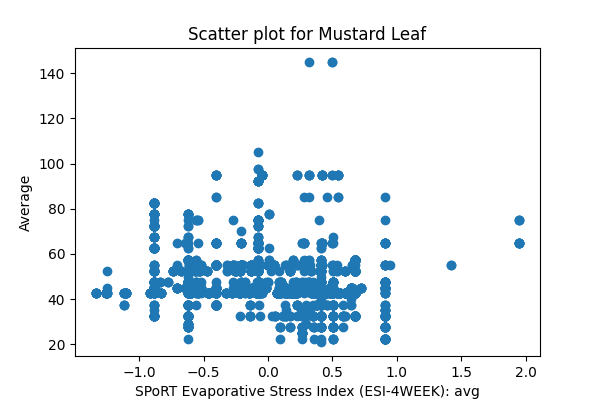 Scatter plot for Mustard Leaf
140
120
100
80
60
40
20
Average
−1.0 −0.5 0.0 0.5 1.0 1.5 2.0
SPoRT Evaporative Stress Index (ESI-4WEEK): avg